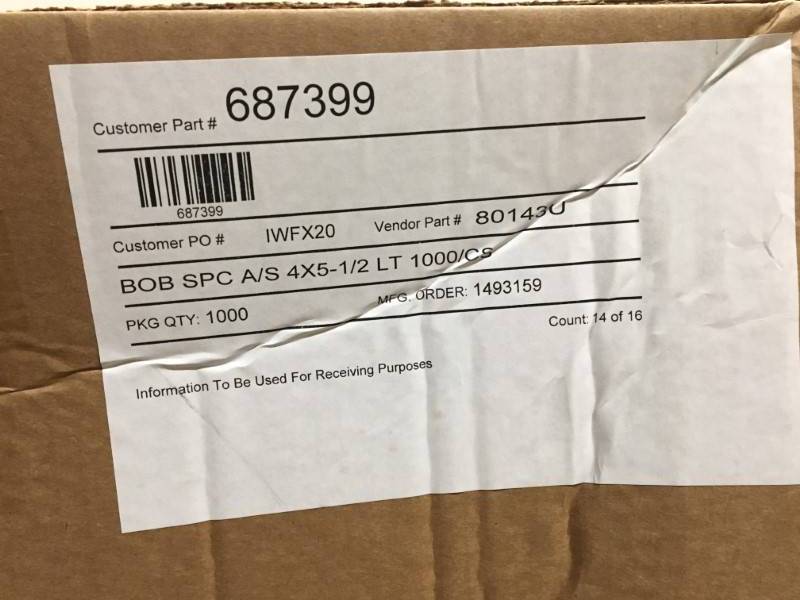 Customer Part # 687399
687399
Customer PO # IWFX20 Vendor Part # 80143U
BOB SPC A/S 4X5-1/2 LT 1000/CS
PKG QTY: 1000 MFG. ORDER: 1493159
Count: 14 of 16
Information To Be Used For Receiving Purposes